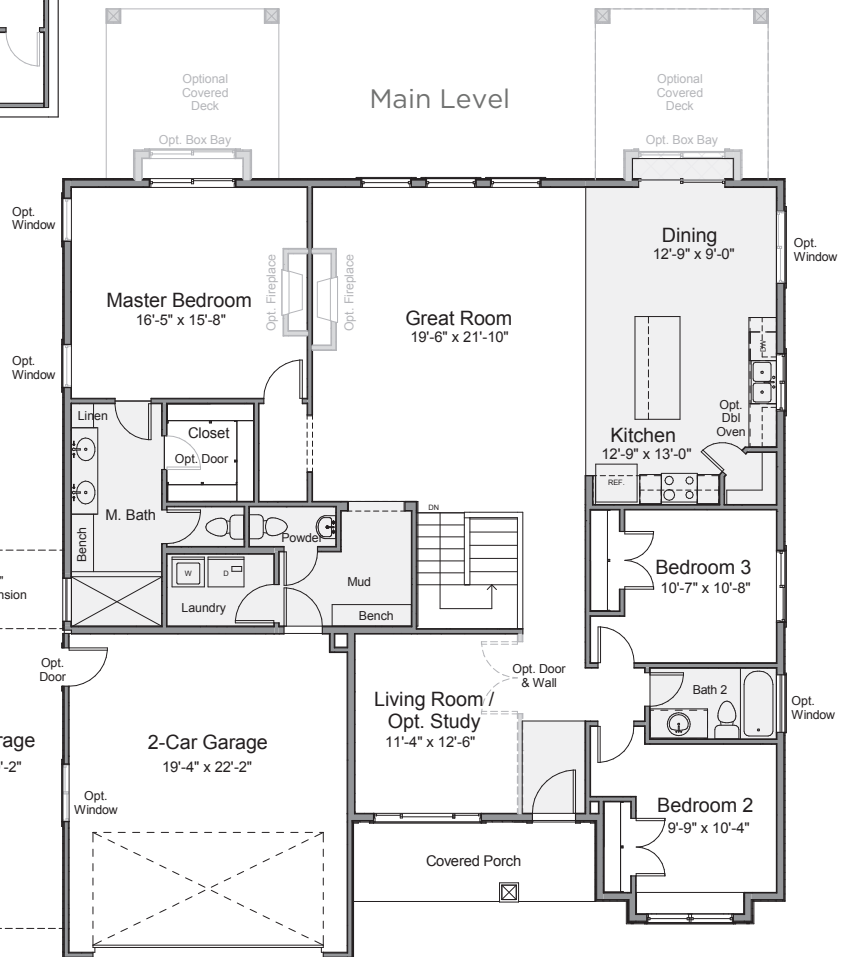 Main Level
Optional
Covered
Deck
Opt. Box Bay
Optional
Covered
Deck
Opt. Box Bay
Opt.
Window
Opt.
Window
Master Bedroom
16'-5" x 15'-8"
Opt. Fireplace
Opt. Fireplace
Great Room
19'-6" x 21'-10"
Dining
12'-9" x 9'-0"
Opt.
Window
DW
Opt.
Dbl
Oven
Kitchen
12'-9" x 13'-0"
REF.
Linen
Closet
Opt. Door
M. Bath
Bench
Powder
W
D
Laundry
Mud
Bench
DN
Bedroom 3
10'-7" x 10'-8"
Bath 2
Opt.
Window
Opt. Door
& Wall
Living Room /
Opt. Study
11'-4" x 12'-6"
Opt.
Door
2-Car Garage
19'-4" x 22'-2"
Opt.
Window
Bedroom 2
9'-9" x 10'-4"
Covered Porch
"
nsion
rage
'-2"